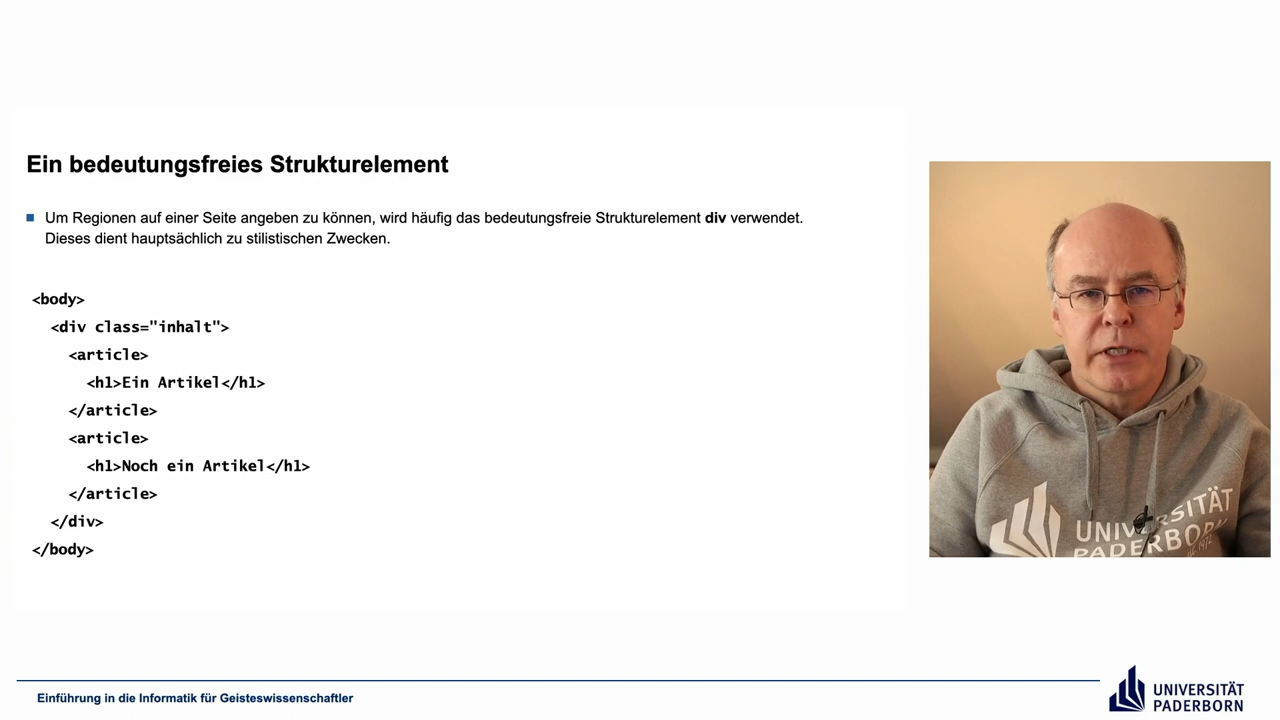 Ein bedeutungsfreies Strukturelement
Um Regionen auf einer Seite angeben zu können, wird häufig das bedeutungsfreie Strukturelement div verwendet.
Dieses dient hauptsächlich zu stilistischen Zwecken.
<body>
<div class="inhalt">
<article>
<h1>Ein Artikel</h1>
</article>
<article>
<h1>Noch ein Artikel</h1>
</article>
</div>
</body>
UNIVERSITÄT
PADERBORN
1972
Einführung in die Informatik für Geisteswissenschaftler
UNIVERSITÄT
PADERBORN